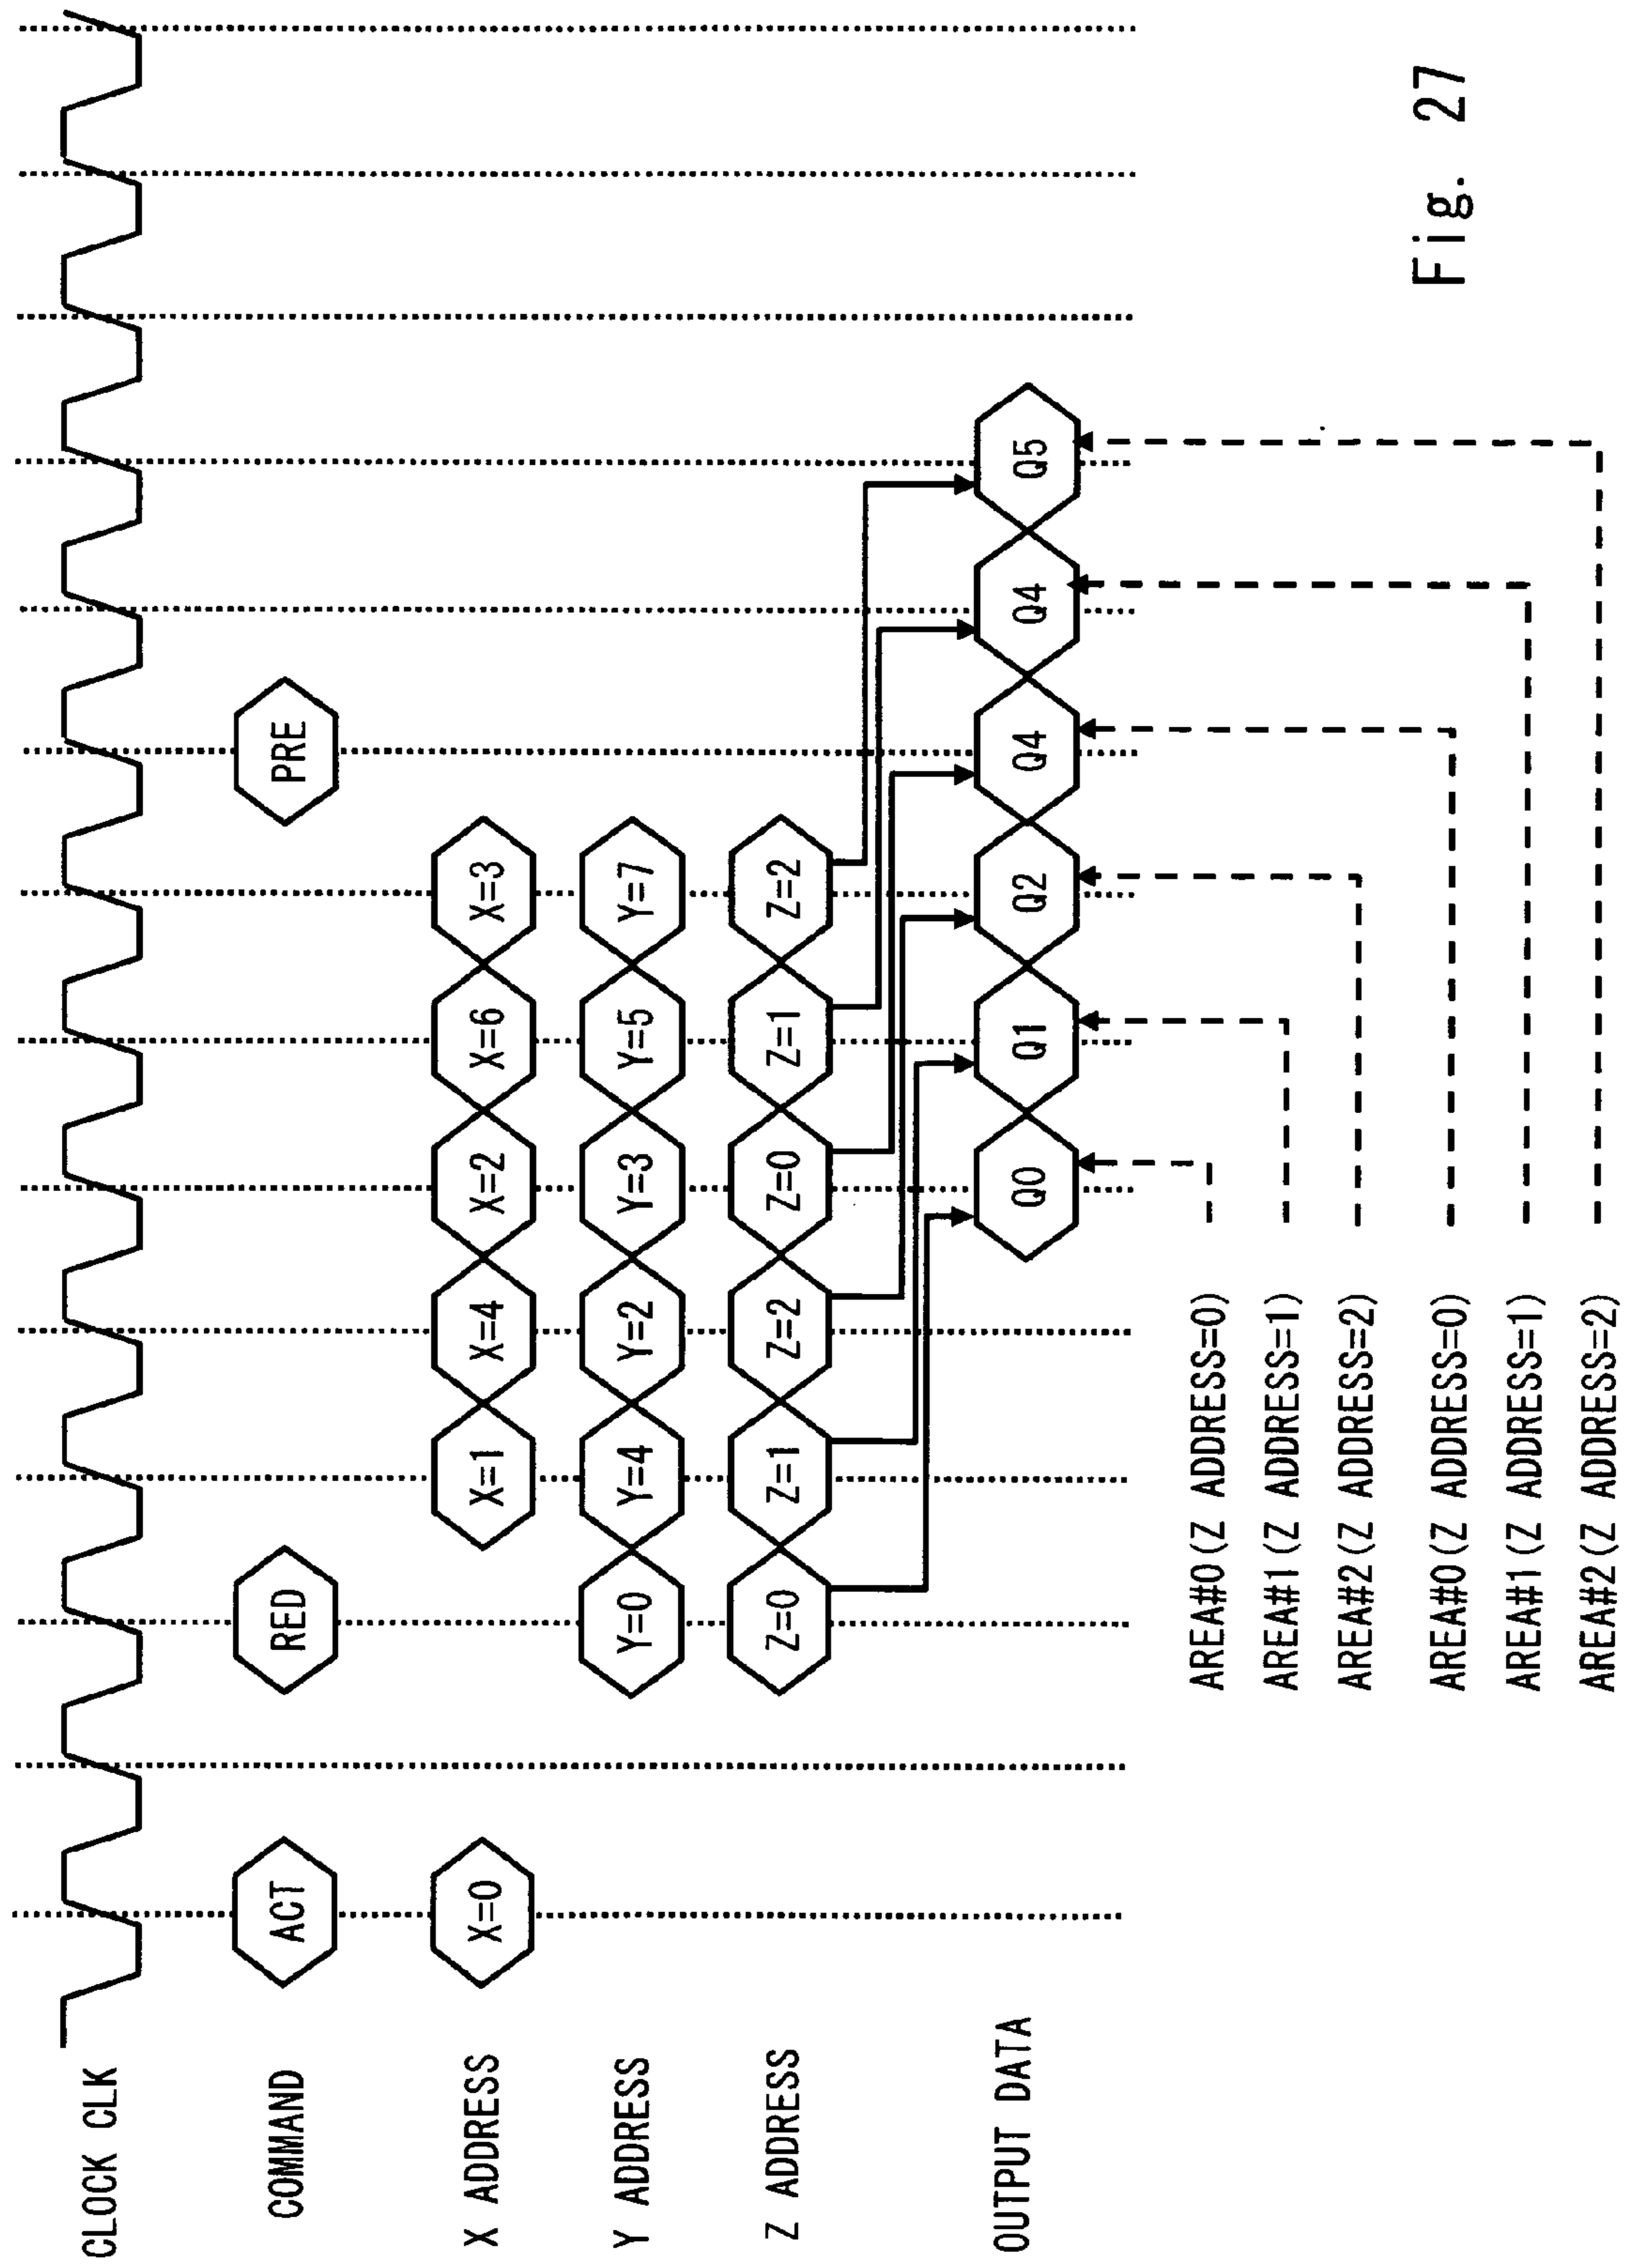 CLOCK CLK
COMMAND ACT RED PRE
X ADDRESS X=0 X=1 X=4 X=2 X=6 X=3
Y ADDRESS Y=0 Y=4 Y=2 Y=3 Y=5 Y=7
Z ADDRESS Z=0 Z=1 Z=2 Z=0 Z=1 Z=2
OUTPUT DATA Q0 Q1 Q2 Q4 Q4 Q5
AREA#0(Z ADDRESS=0)
AREA#1(Z ADDRESS=1)
AREA#2(Z ADDRESS=2)
AREA#0(Z ADDRESS=0)
AREA#1(Z ADDRESS=1)
AREA#2(Z ADDRESS=2)
Fig. 27